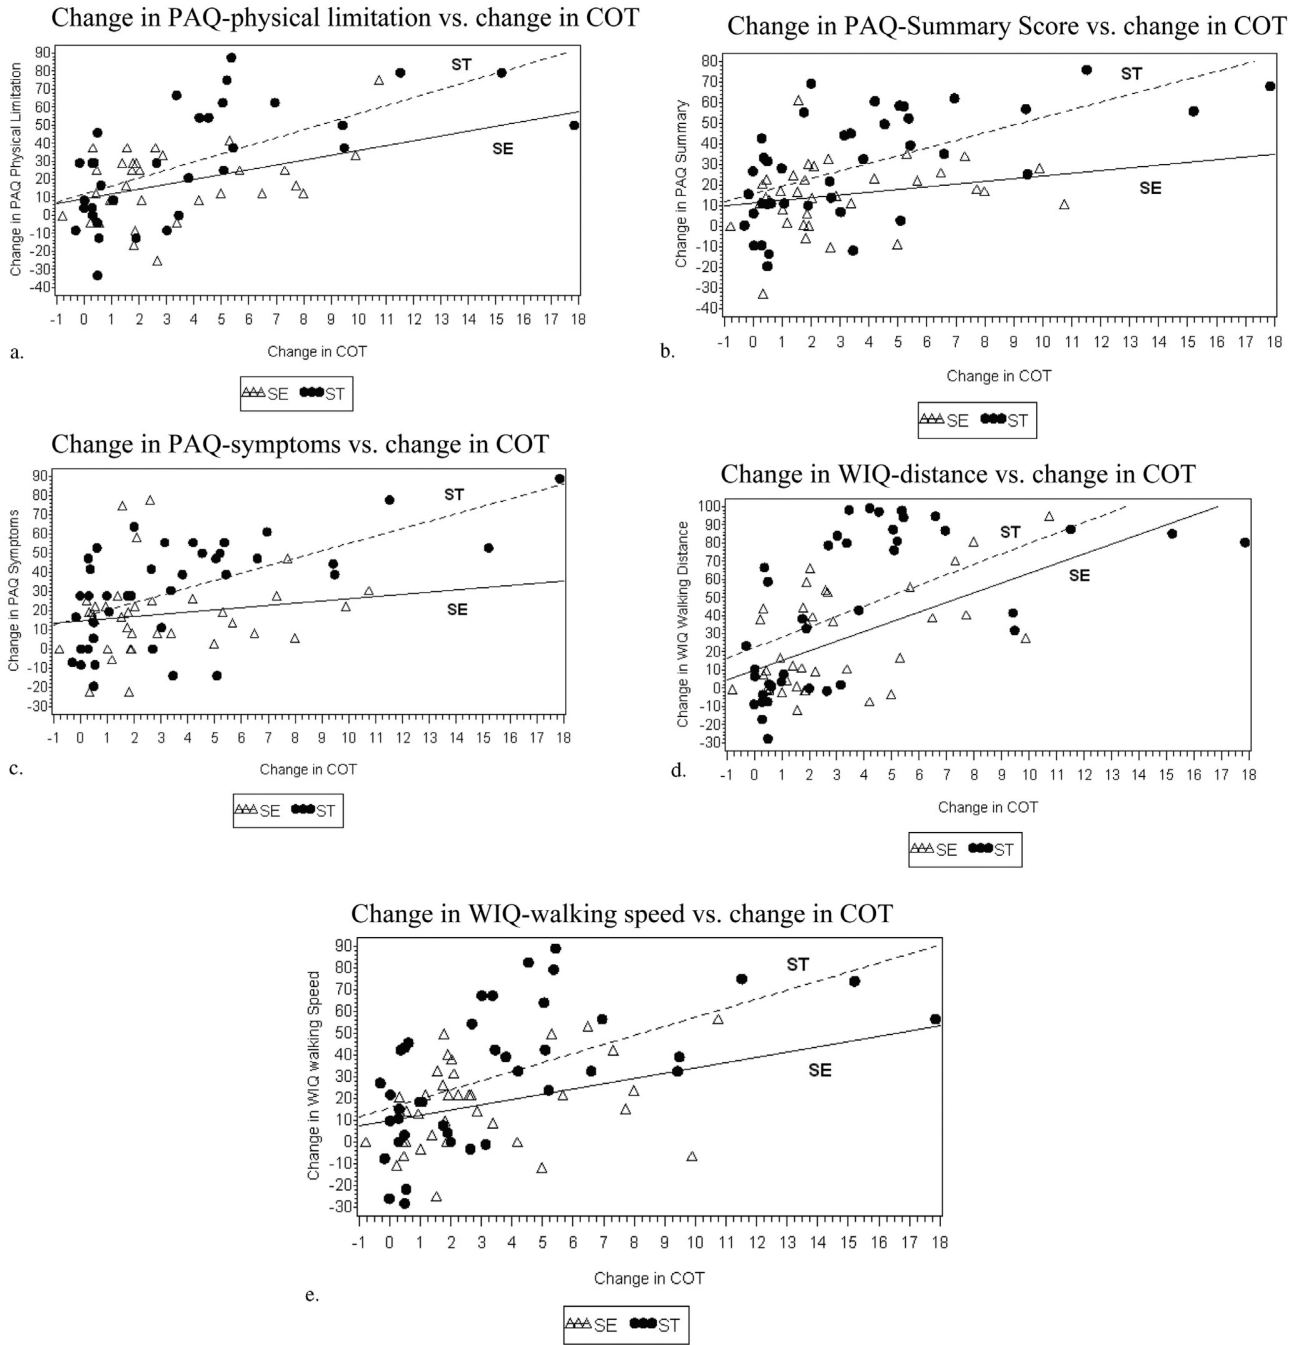 Change in PAQ-physical limitation vs. change in COT
Change in PAQ Physical Limitation
90
80
70
60
50
40
30
20
10
0
-10
-20
-30
-40
ST
SE
-1 0 1 2 3 4 5 6 7 8 9 10 11 12 13 14 15 16 17 18
Change in COT
a.
SE ST
Change in PAQ-Summary Score vs. change in COT
Change in PAQ Summary
80
70
60
50
40
30
20
10
0
-10
-20
-30
-40
ST
SE
-1 0 1 2 3 4 5 6 7 8 9 10 11 12 13 14 15 16 17 18
Change in COT
b.
SE ST
Change in PAQ-symptoms vs. change in COT
Change in PAQ Symptoms
90
80
70
60
50
40
30
20
10
0
-10
-20
-30
ST
SE
-1 0 1 2 3 4 5 6 7 8 9 10 11 12 13 14 15 16 17 18
Change in COT
c.
SE ST
Change in WIQ-distance vs. change in COT
Change in WIQ Walking Distance
100
90
80
70
60
50
40
30
20
10
0
-10
-20
-30
ST
SE
-1 0 1 2 3 4 5 6 7 8 9 10 11 12 13 14 15 16 17 18
Change in COT
d.
SE ST
Change in WIQ-walking speed vs. change in COT
Change in WIQ walking Speed
90
80
70
60
50
40
30
20
10
0
-10
-20
-30
ST
SE
-1 0 1 2 3 4 5 6 7 8 9 10 11 12 13 14 15 16 17 18
Change in COT
e.
SE ST